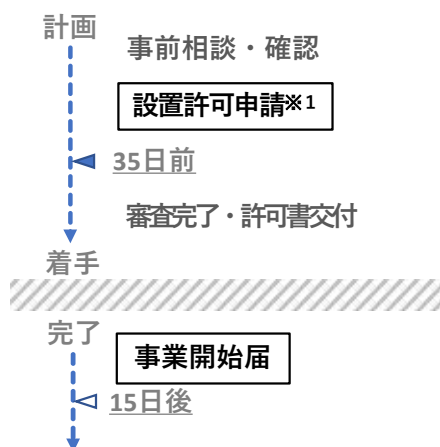 計画
事前相談・確認
設置許可申請※1
35日前
審査完了・許可書交付
着手
完了
事業開始届
15日後